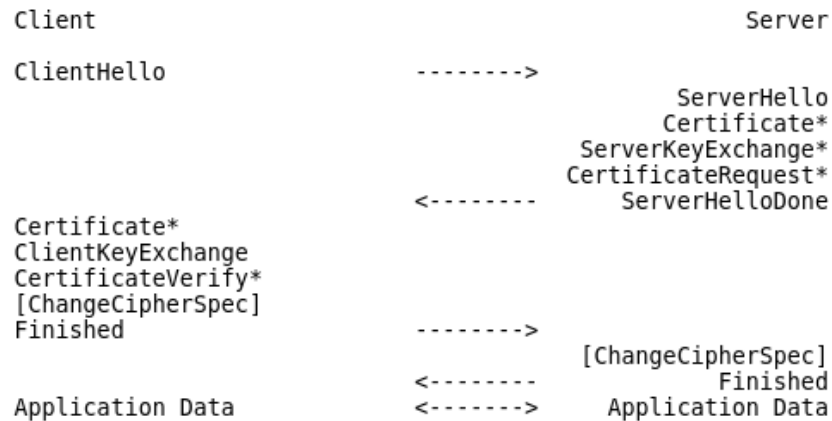 Client Server
ClientHello -------->
ServerHello
Certificate*
ServerKeyExchange*
CertificateRequest*
<-------- ServerHelloDone
Certificate*
ClientKeyExchange
CertificateVerify*
[ChangeCipherSpec]
Finished -------->
[ChangeCipherSpec]
<-------- Finished
Application Data <-------> Application Data